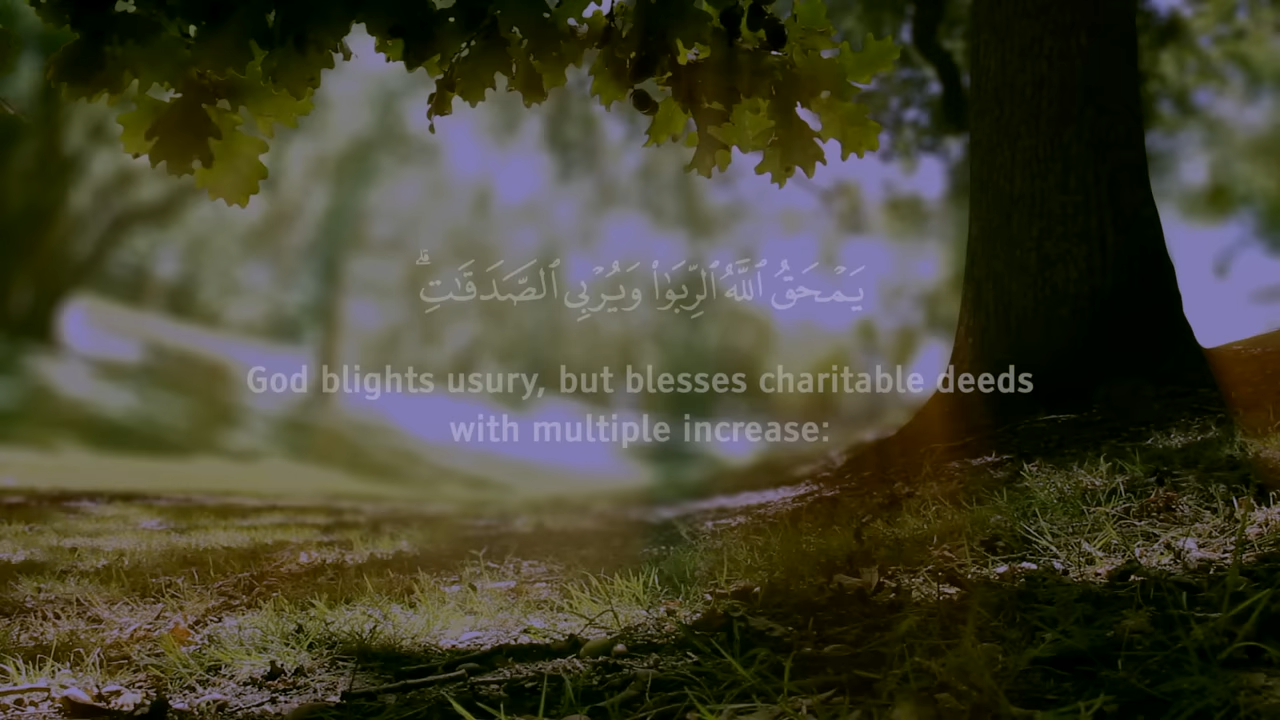 يَمْحَقُ ٱللَّهُ ٱلرِّبَوٰا۟ وَيُرْبِى ٱلصَّدَقَـٰتِ ۗ
God blights usury, but blesses charitable deeds
with multiple increase: